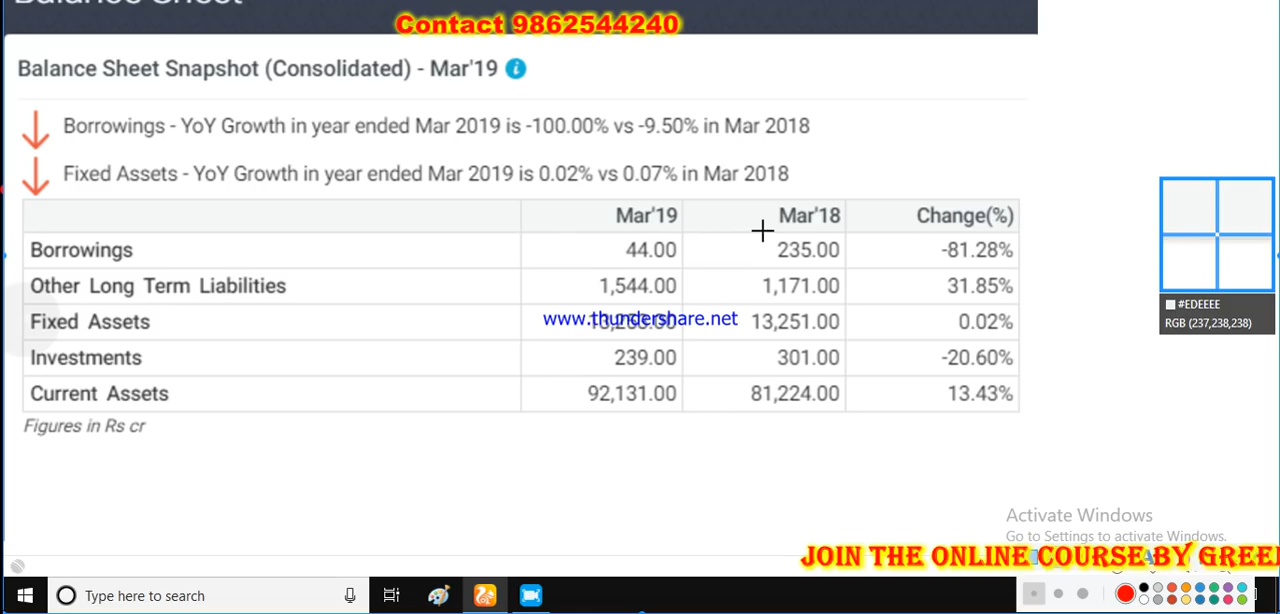 Balance Sheet
Contact 9862544240
Balance Sheet Snapshot (Consolidated) - Mar'19
Borrowings - YoY Growth in year ended Mar 2019 is -100.00% vs -9.50% in Mar 2018
Fixed Assets - YoY Growth in year ended Mar 2019 is 0.02% vs 0.07% in Mar 2018
Mar'19 Mar'18 Change(%)
Borrowings 44.00 235.00 -81.28%
Other Long Term Liabilities 1,544.00 1,171.00 31.85%
Fixed Assets www.thundershare.net 13,251.00 0.02%
Investments 239.00 301.00 -20.60%
Current Assets 92,131.00 81,224.00 13.43%
Figures in Rs cr
#EDEEEE
RGB (237,238,238)
Activate Windows
Go to Settings to activate Windows.
JOIN THE ONLINE COURSE BY GREE
Type here to search